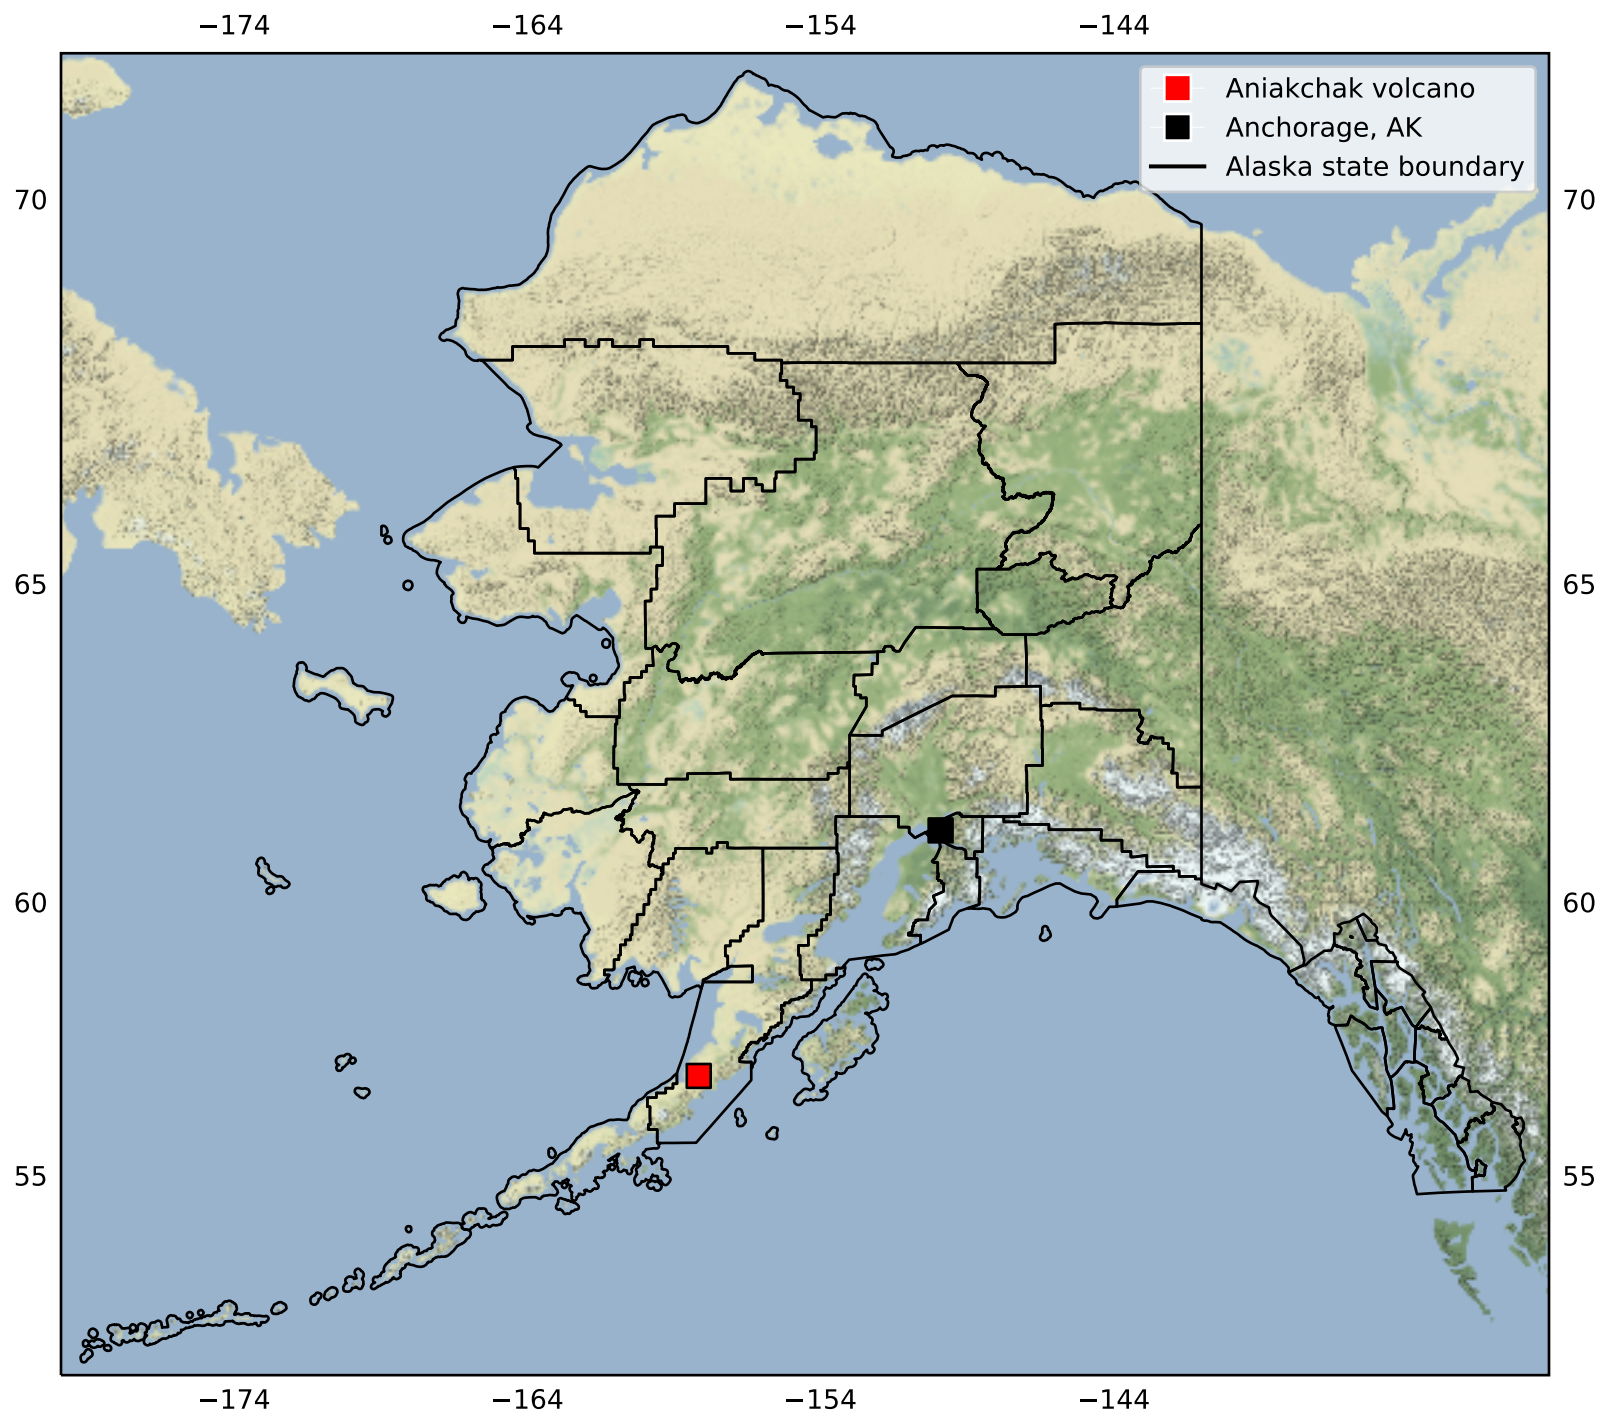 −174 −164 −154 −144
Aniakchak volcano
Anchorage, AK
Alaska state boundary
70 70
65 65
60 60
55 55
−174 −164 −154 −144